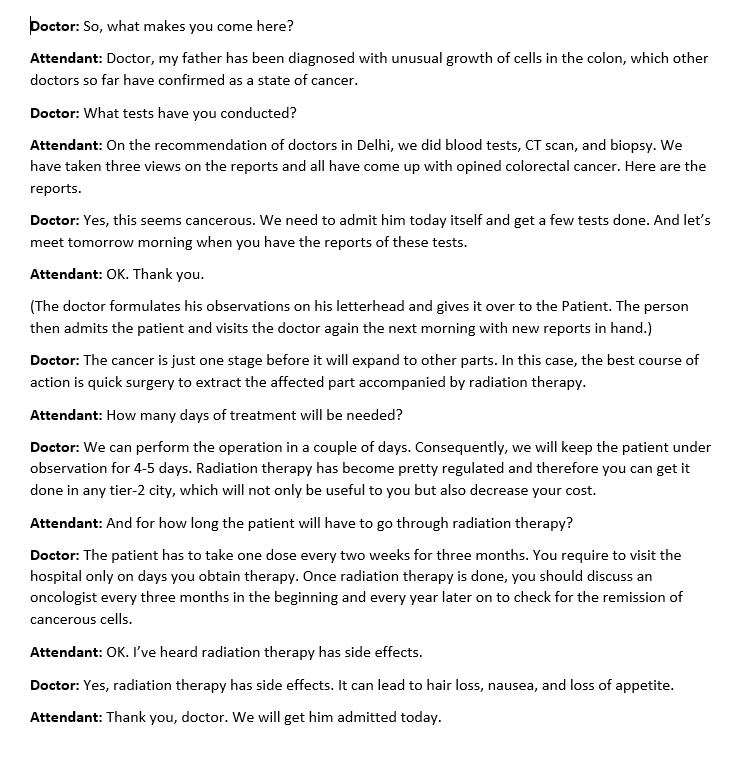 Doctor: So, what makes you come here?
Attendant: Doctor, my father has been diagnosed with unusual growth of cells in the colon, which other
doctors so far have confirmed as a state of cancer.
Doctor: What tests have you conducted?
Attendant: On the recommendation of doctors in Delhi, we did blood tests, CT scan, and biopsy. We
have taken three views on the reports and all have come up with opined colorectal cancer. Here are the
reports.
Doctor: Yes, this seems cancerous. We need to admit him today itself and get a few tests done. And let’s
meet tomorrow morning when you have the reports of these tests.
Attendant: OK. Thank you.
(The doctor formulates his observations on his letterhead and gives it over to the Patient. The person
then admits the patient and visits the doctor again the next morning with new reports in hand.)
Doctor: The cancer is just one stage before it will expand to other parts. In this case, the best course of
action is quick surgery to extract the affected part accompanied by radiation therapy.
Attendant: How many days of treatment will be needed?
Doctor: We can perform the operation in a couple of days. Consequently, we will keep the patient under
observation for 4-5 days. Radiation therapy has become pretty regulated and therefore you can get it
done in any tier-2 city, which will not only be useful to you but also decrease your cost.
Attendant: And for how long the patient will have to go through radiation therapy?
Doctor: The patient has to take one dose every two weeks for three months. You require to visit the
hospital only on days you obtain therapy. Once radiation therapy is done, you should discuss an
oncologist every three months in the beginning and every year later on to check for the remission of
cancerous cells.
Attendant: OK. I’ve heard radiation therapy has side effects.
Doctor: Yes, radiation therapy has side effects. It can lead to hair loss, nausea, and loss of appetite.
Attendant: Thank you, doctor. We will get him admitted today.